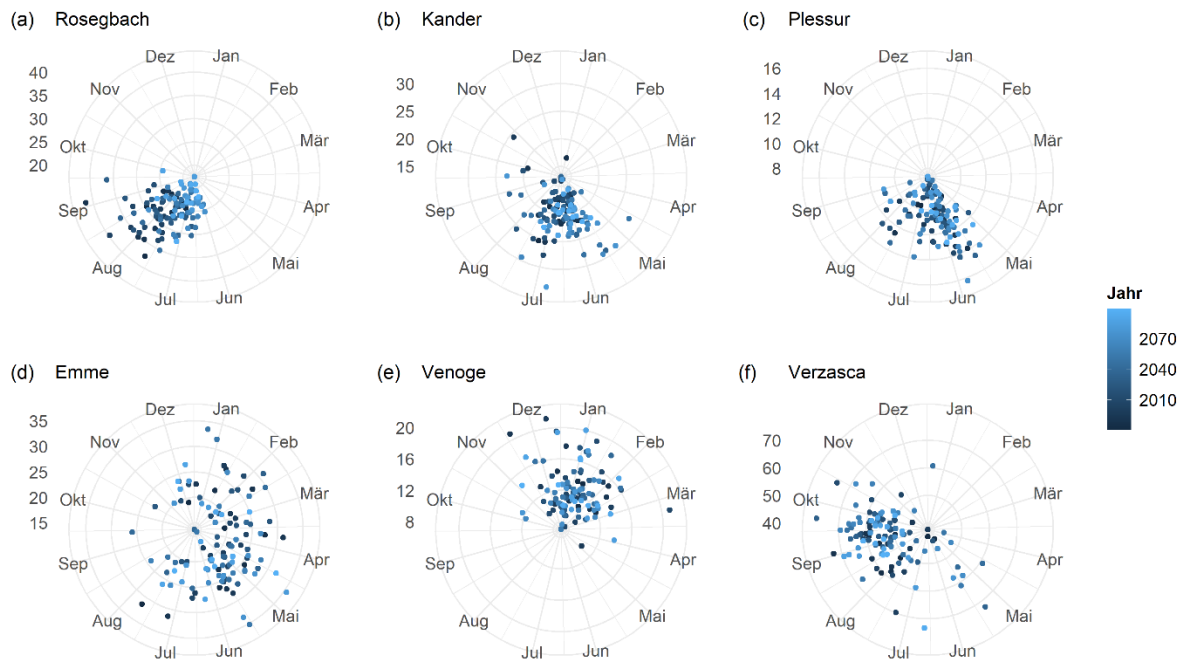 (a) Rosegbach
(b) Kander
(c) Plessur
Dez Jan
Nov Feb
Okt Mär
Sep Apr
Aug Mai
Jul Jun
40
35
30
25
20
Dez Jan
Nov Feb
Okt Mär
Sep Apr
Aug Mai
Jul Jun
30
25
20
15
Dez Jan
Nov Feb
Okt Mär
Sep Apr
Aug Mai
Jul Jun
16
14
12
10
8
Jahr
2070
2040
2010
(d) Emme
(e) Venoge
(f) Verzasca
Dez Jan
Nov Feb
Okt Mär
Sep Apr
Aug Mai
Jul Jun
35
30
25
20
15
Dez Jan
Nov Feb
Okt Mär
Sep Apr
Aug Mai
Jul Jun
20
16
12
8
Dez Jan
Nov Feb
Okt Mär
Sep Apr
Aug Mai
Jul Jun
70
60
50
40